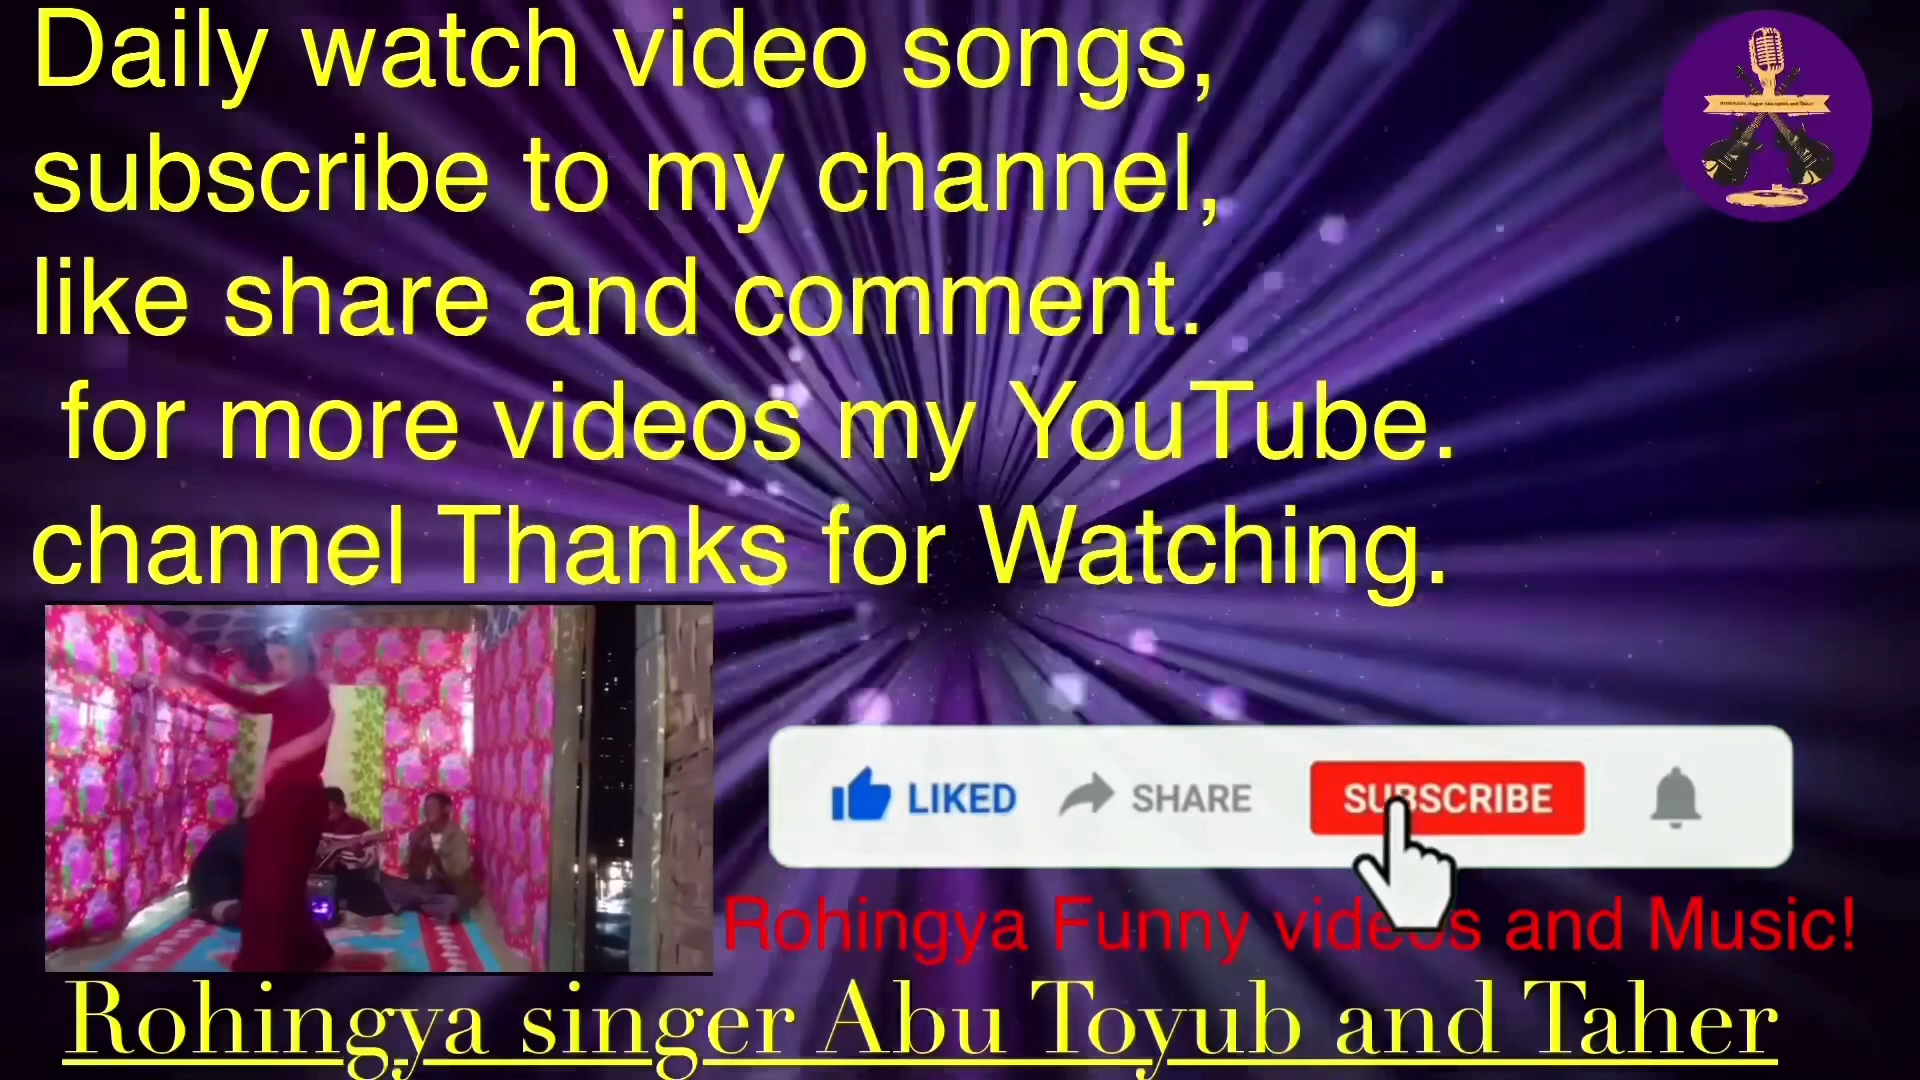 Daily watch video songs,
subscribe to my channel,
like share and comment.
for more videos my YouTube.
channel Thanks for Watching.
LIKED SHARE SUBSCRIBE
Rohingya Funny videos and Music!
Rohingya singer Abu Toyub and Taher